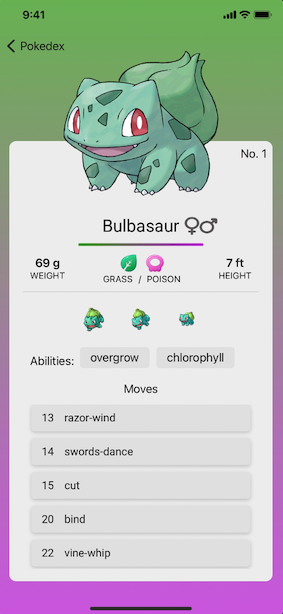 9:41
Pokedex
No. 1
Bulbasaur
69 g
WEIGHT
GRASS / POISON
7 ft
HEIGHT
Abilities: overgrow chlorophyll
Moves
13 razor-wind
14 swords-dance
15 cut
20 bind
22 vine-whip